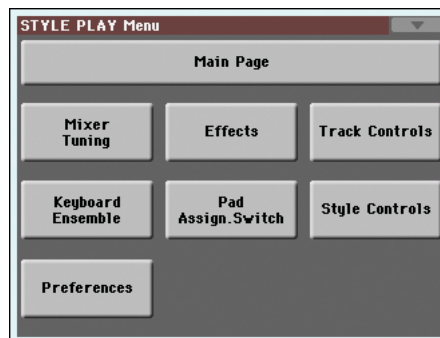 STYLE PLAY Menu
Main Page
Mixer
Tuning
Effects
Track Controls
Keyboard
Ensemble
Pad
Assign.Switch
Style Controls
Preferences